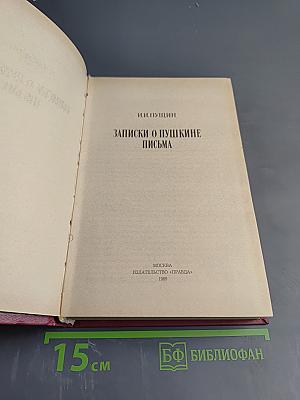 И.И.ПУЩИН
ЗАПИСКИ О ПУШКИНЕ
ПИСЬМА
МОСКВА
ИЗДАТЕЛЬСТВО «ПРАВДА»
1989
15 см
БФ БИБЛИОФАН